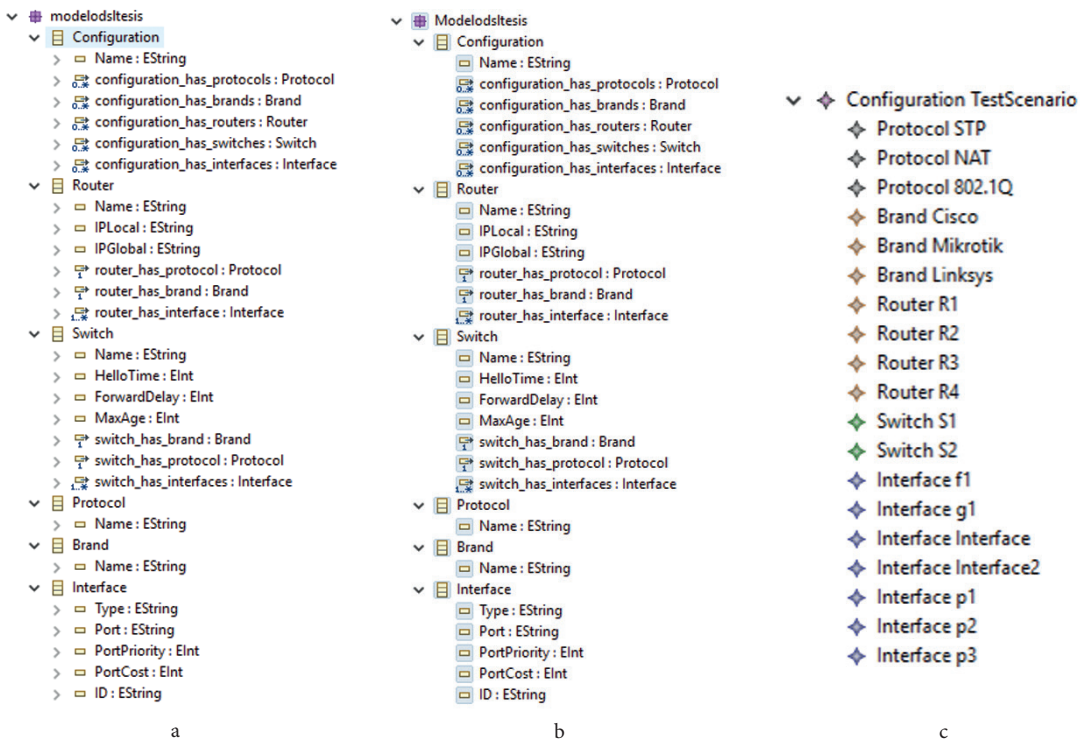 modelodsltesis
Configuration
Name : EString
configuration_has_protocols : Protocol
configuration_has_brands : Brand
configuration_has_routers : Router
configuration_has_switches : Switch
configuration_has_interfaces : Interface
Router
Name : EString
IPLocal : EString
IPGlobal : EString
router_has_protocol : Protocol
router_has_brand : Brand
router_has_interface : Interface
Switch
Name : EString
HelloTime : EInt
ForwardDelay : EInt
MaxAge : EInt
switch_has_brand : Brand
switch_has_protocol : Protocol
switch_has_interfaces : Interface
Protocol
Name : EString
Brand
Name : EString
Interface
Type : EString
Port : EString
PortPriority : EInt
PortCost : EInt
ID : EString
a
Modelodsltesis
Configuration
Name : EString
configuration_has_protocols : Protocol
configuration_has_brands : Brand
configuration_has_routers : Router
configuration_has_switches : Switch
configuration_has_interfaces : Interface
Router
Name : EString
IPLocal : EString
IPGlobal : EString
router_has_protocol : Protocol
router_has_brand : Brand
router_has_interface : Interface
Switch
Name : EString
HelloTime : EInt
ForwardDelay : EInt
MaxAge : EInt
switch_has_brand : Brand
switch_has_protocol : Protocol
switch_has_interfaces : Interface
Protocol
Name : EString
Brand
Name : EString
Interface
Type : EString
Port : EString
PortPriority : EInt
PortCost : EInt
ID : EString
b
Configuration TestScenario
Protocol STP
Protocol NAT
Protocol 802.1Q
Brand Cisco
Brand Mikrotik
Brand Linksys
Router R1
Router R2
Router R3
Router R4
Switch S1
Switch S2
Interface f1
Interface g1
Interface Interface
Interface Interface2
Interface p1
Interface p2
Interface p3
c